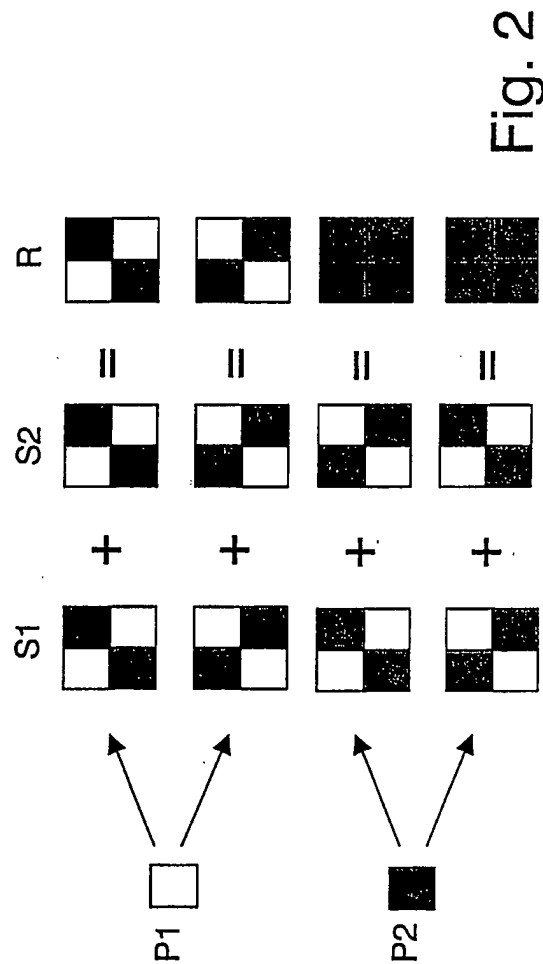 S1 S2 R
+ =
+ =
+ =
+ =
P1
P2
Fig. 2